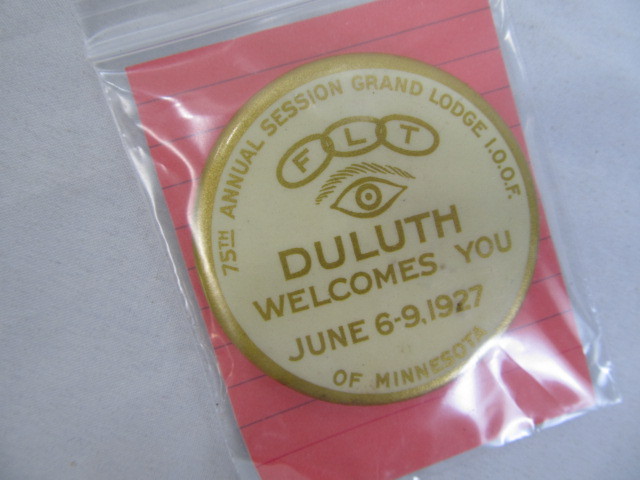 75TH ANNUAL SESSION GRAND LODGE I.O.O.F.
F L T
DULUTH
WELCOMES YOU
JUNE 6-9, 1927
OF MINNESOTA